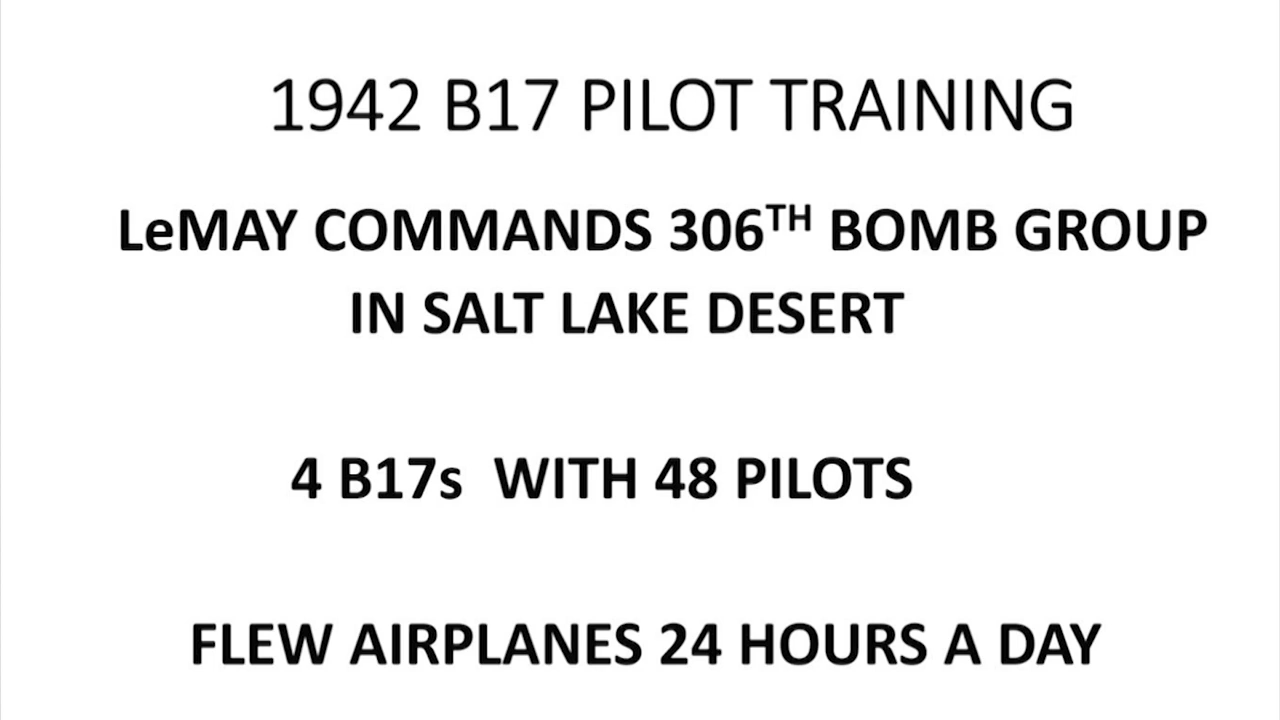 1942 B17 PILOT TRAINING
LeMAY COMMANDS 306TH BOMB GROUP
IN SALT LAKE DESERT
4 B17s WITH 48 PILOTS
FLEW AIRPLANES 24 HOURS A DAY